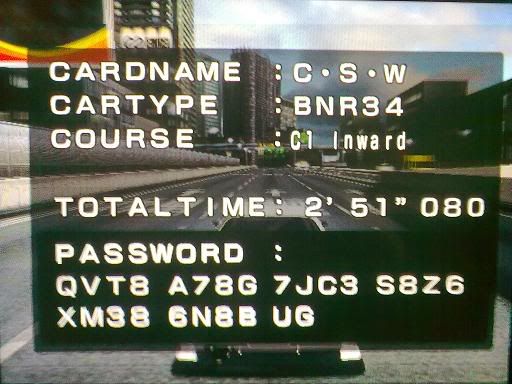 CARDNAME : C・S・W
CARTYPE : BNR34
COURSE : C1 Inward
TOTALTIME: 2' 51" 080
PASSWORD :
QVT8 A78G 7JC3 S8Z6
XM38 6N8B UG